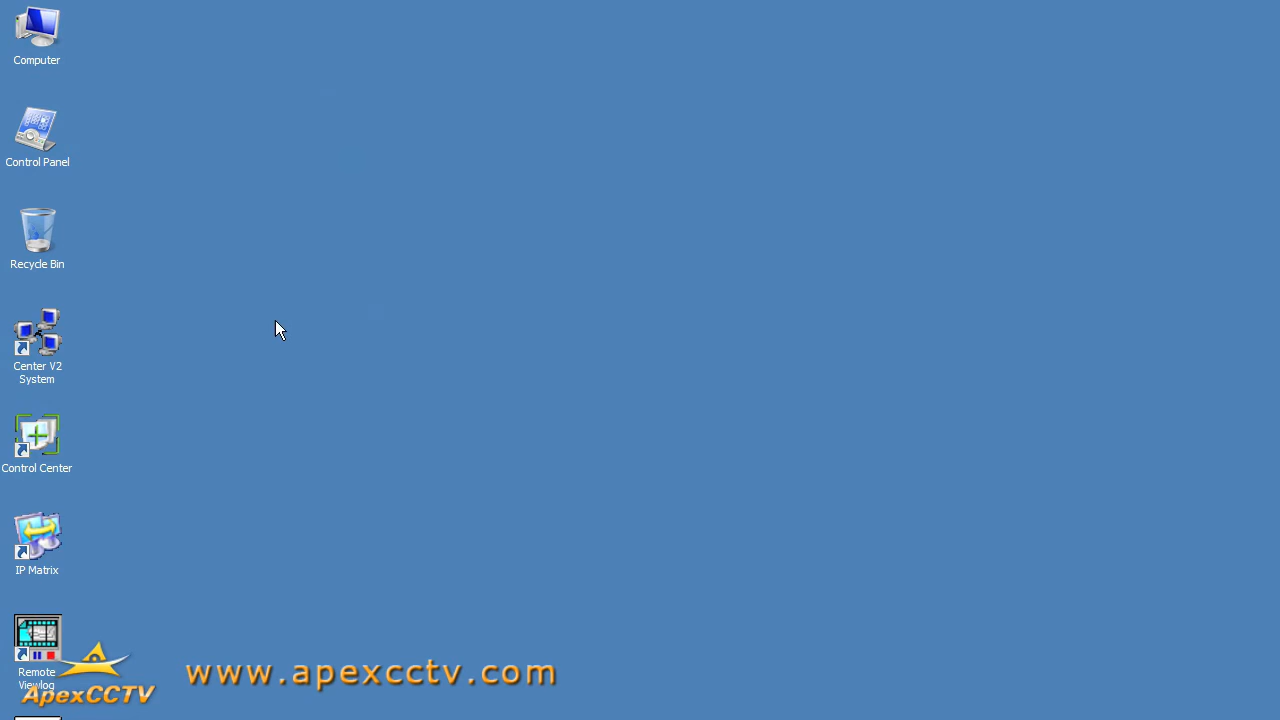 Computer
Control Panel
Recycle Bin
Center V2
System
Control Center
IP Matrix
Remote
Viewlog
ApexCCTV
www.apexcctv.com